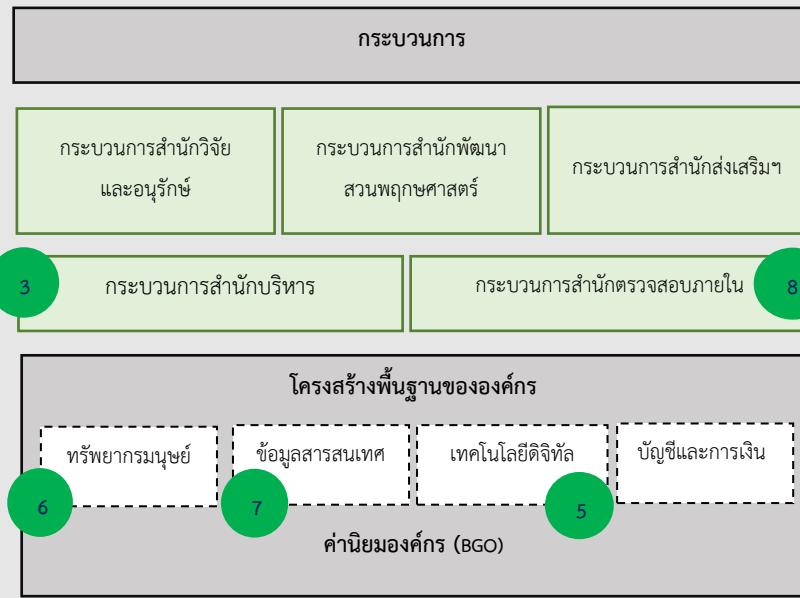 กระบวนการ
กระบวนการสำนักวิจัย
และอนุรักษ์
กระบวนการสำนักพัฒนา
สวนพฤกษศาสตร์
กระบวนการสำนักส่งเสริมฯ
3
กระบวนการสำนักบริหาร
กระบวนการสำนักตรวจสอบภายใน
8
โครงสร้างพื้นฐานขององค์กร
ทรัพยากรมนุษย์
ข้อมูลสารสนเทศ
เทคโนโลยีดิจิทัล
บัญชีและการเงิน
6
7
5
ค่านิยมองค์กร (BGO)